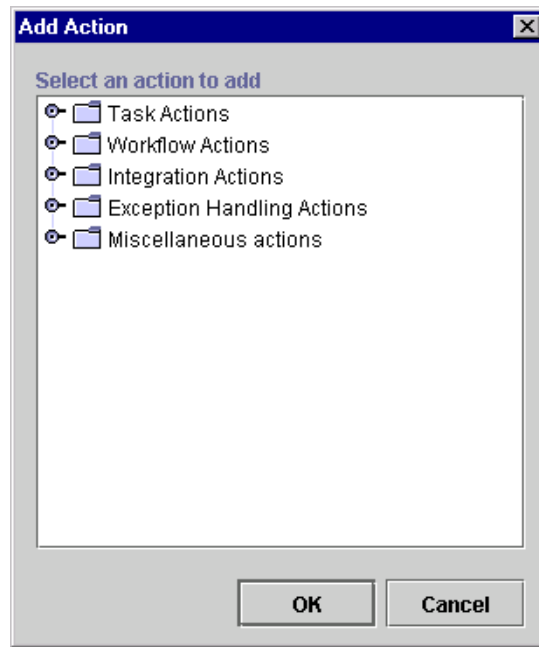 Add Action
Select an action to add
Task Actions
Workflow Actions
Integration Actions
Exception Handling Actions
Miscellaneous actions
OK Cancel